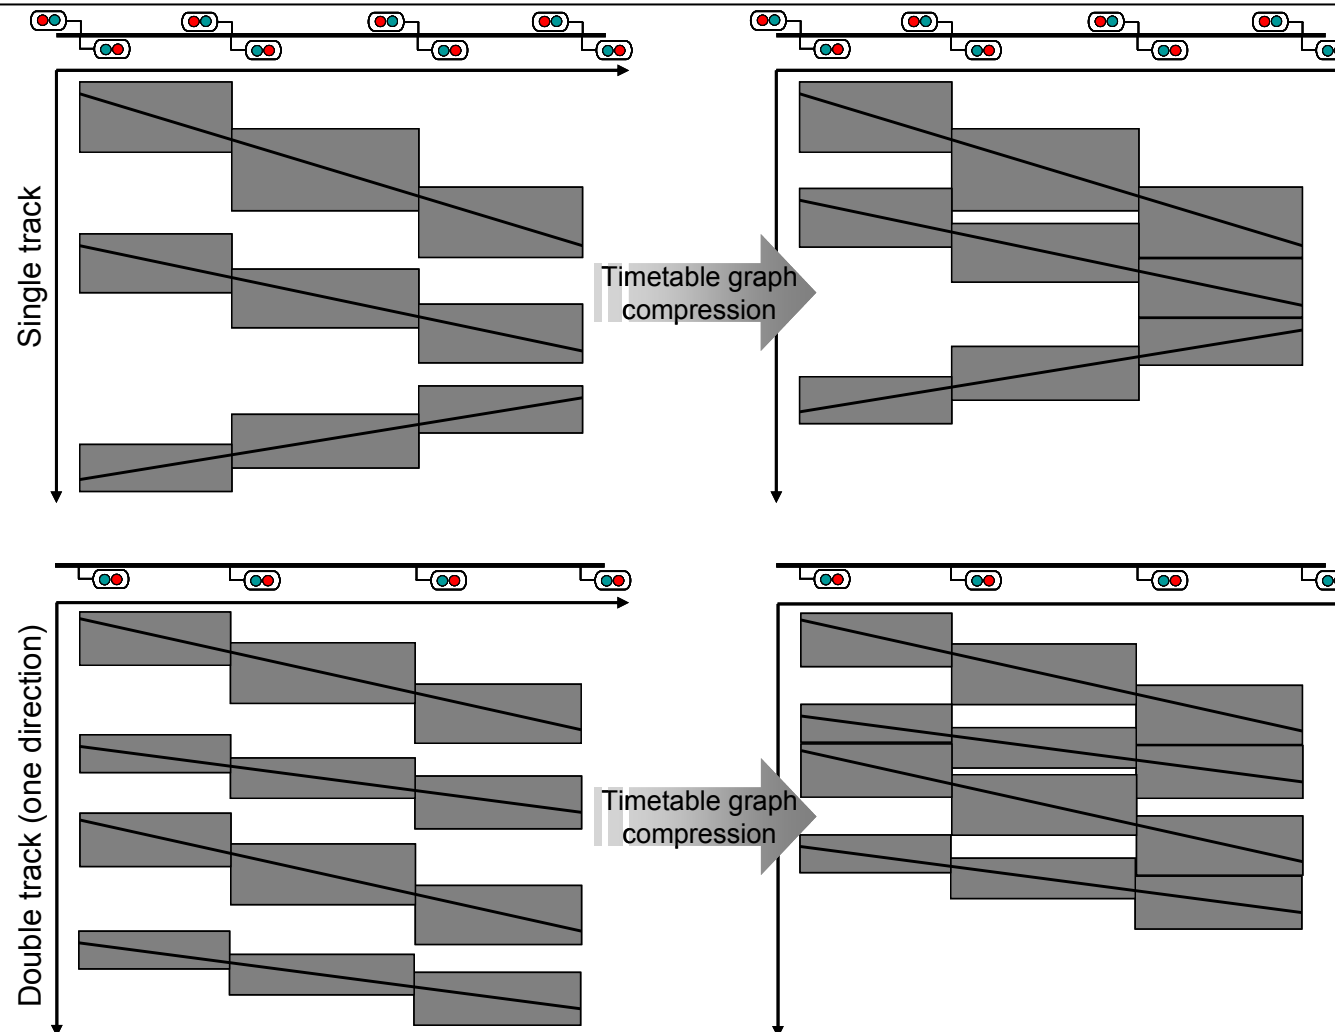 Single track
Timetable graph
compression
Double track (one direction)
Timetable graph
compression